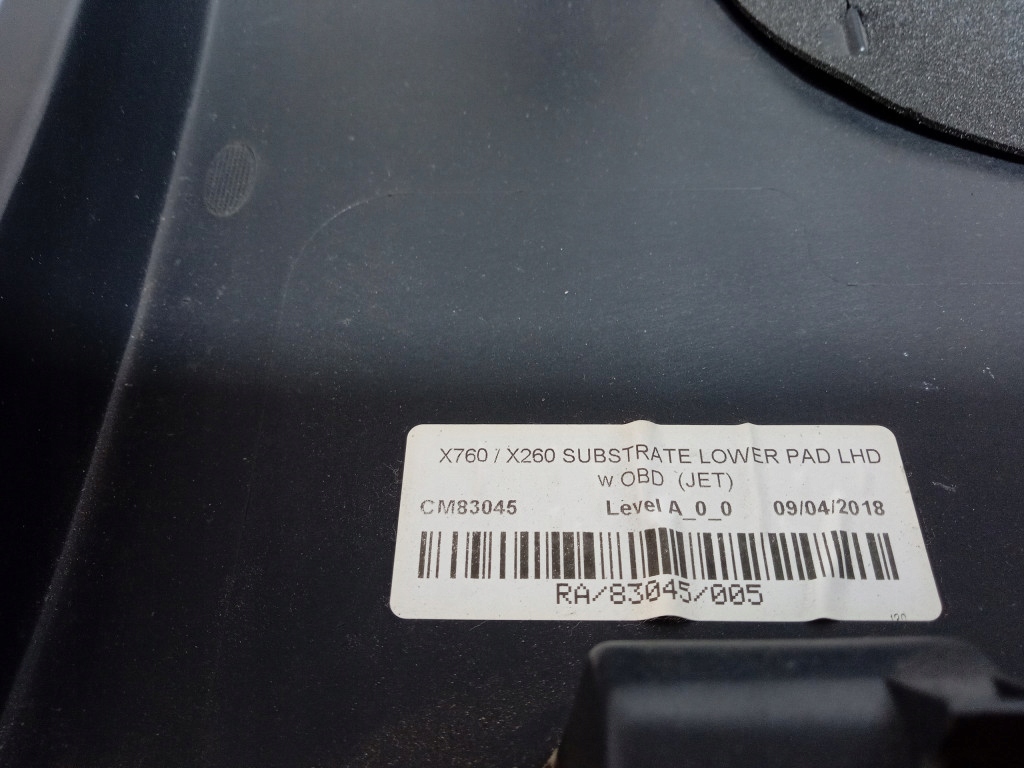 X760 / X260 SUBSTRATE LOWER PAD LHD
w OBD (JET)
CM83045 Level A_0_0 09/04/2018
RA/83045/005